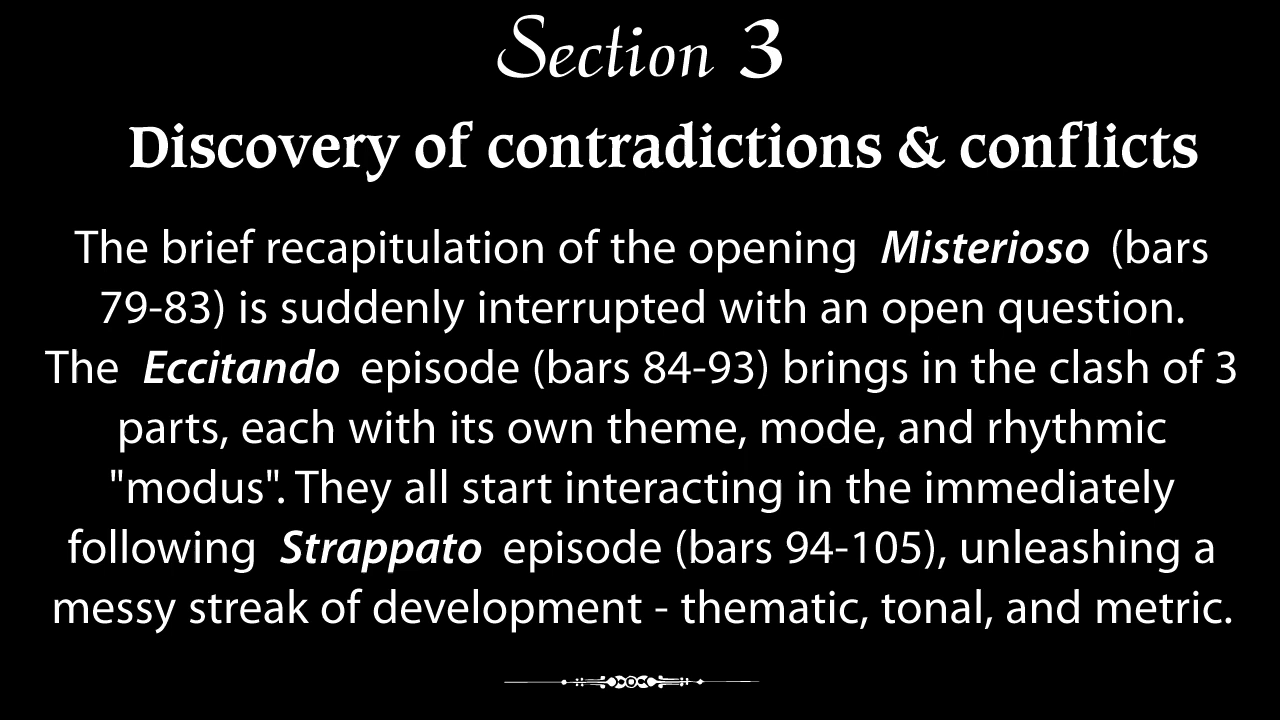 Section 3
Discovery of contradictions & conflicts
The brief recapitulation of the opening Misterioso (bars
79-83) is suddenly interrupted with an open question.
The Eccitando episode (bars 84-93) brings in the clash of 3
parts, each with its own theme, mode, and rhythmic
"modus". They all start interacting in the immediately
following Strappato episode (bars 94-105), unleashing a
messy streak of development - thematic, tonal, and metric.